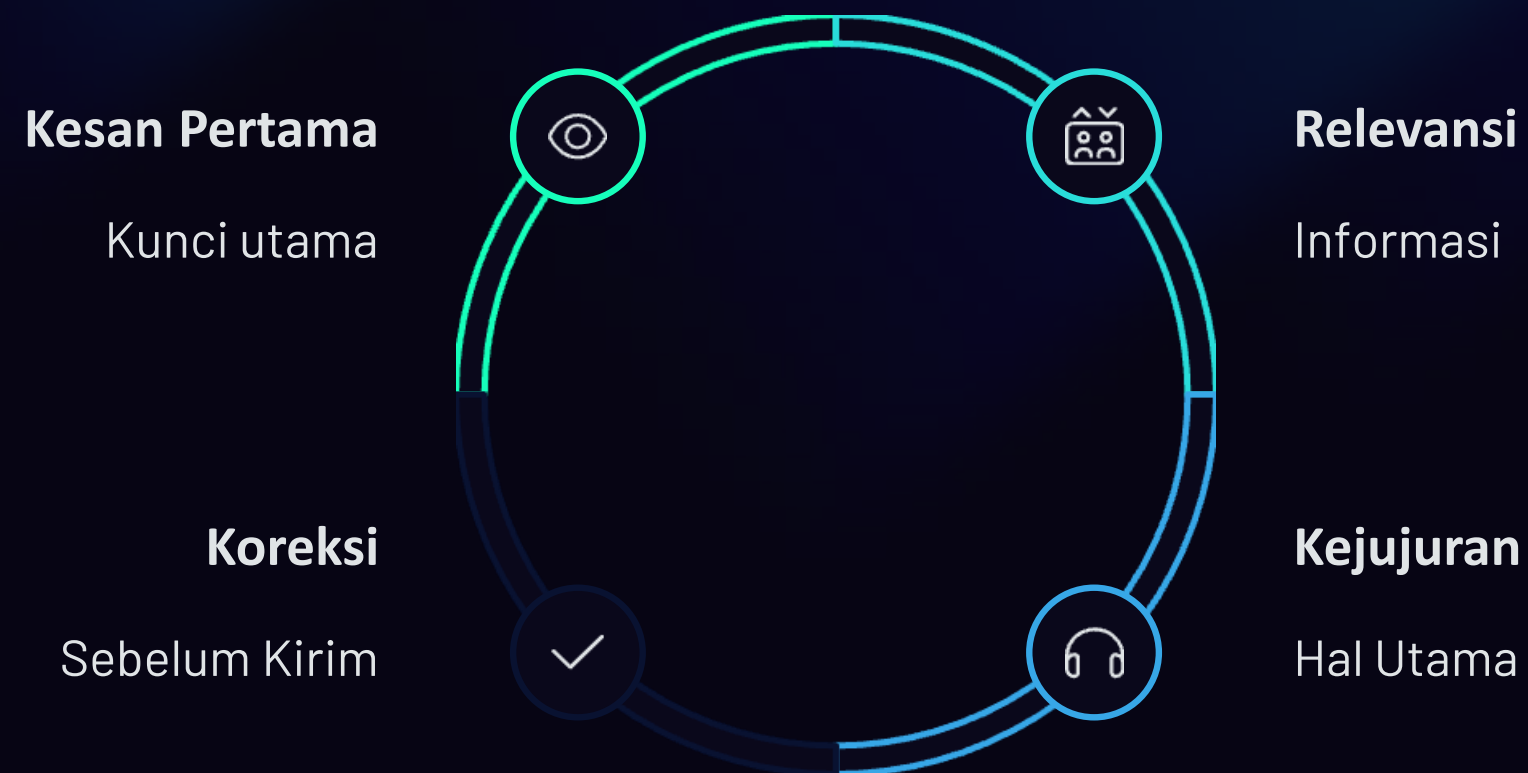 Kesan Pertama
Kunci utama
Relevansi
Informasi
Koreksi
Sebelum Kirim
Kejujuran
Hal Utama